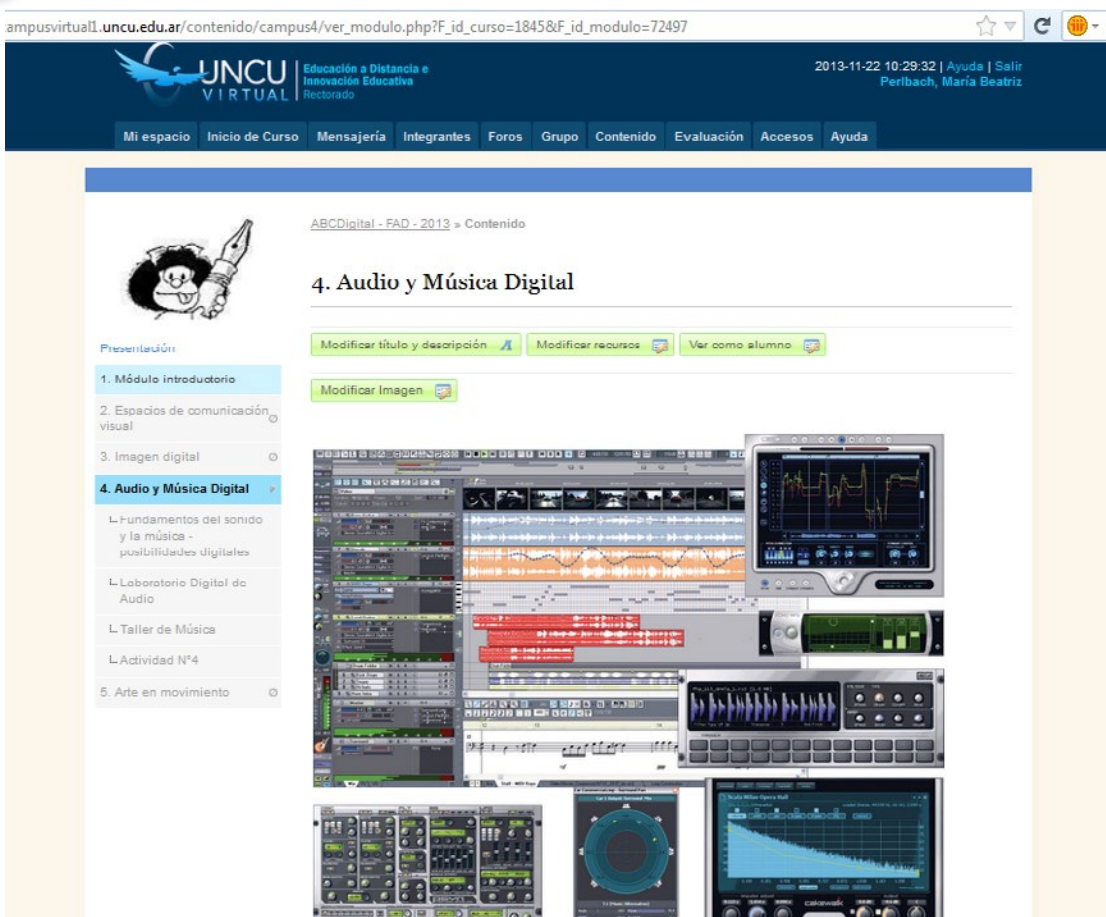 ampusvirtual1.uncu.edu.ar/contenido/campus4/ver_modulo.php?F_id_curso=1845&F_id_modulo=72497
UNCU
VIRTUAL
Educación a Distancia e
Innovación Educativa
Rectorado
2013-11-22 10:29:32 | Ayuda | Salir
Perlbach, María Beatriz
Mi espacio Inicio de Curso Mensajería Integrantes Foros Grupo Contenido Evaluación Accesos Ayuda
ABCDigital - FAD - 2013 » Contenido
4. Audio y Música Digital
Modificar título y descripción Modificar recursos Ver como alumno
Modificar Imagen
Presentación
1. Módulo introductorio
2. Espacios de comunicación
visual
3. Imagen digital
4. Audio y Música Digital
Fundamentos del sonido
y la música -
posibilidades digitales
Laboratorio Digital de
Audio
Taller de Música
Actividad N°4
5. Arte en movimiento
Scala Milan Opera Hall
cakewalk